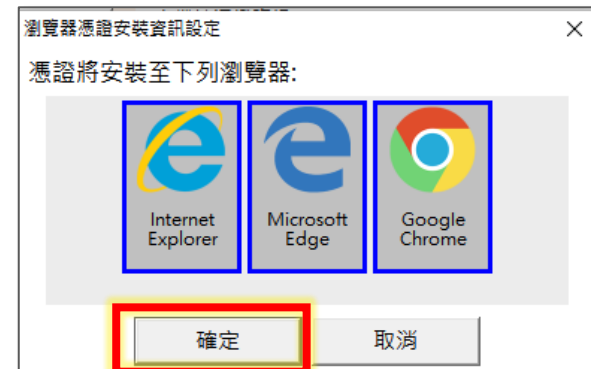 瀏覽器憑證安裝資訊設定
憑證將安裝至下列瀏覽器:
Internet
Explorer
Microsoft
Edge
Google
Chrome
確定
取消